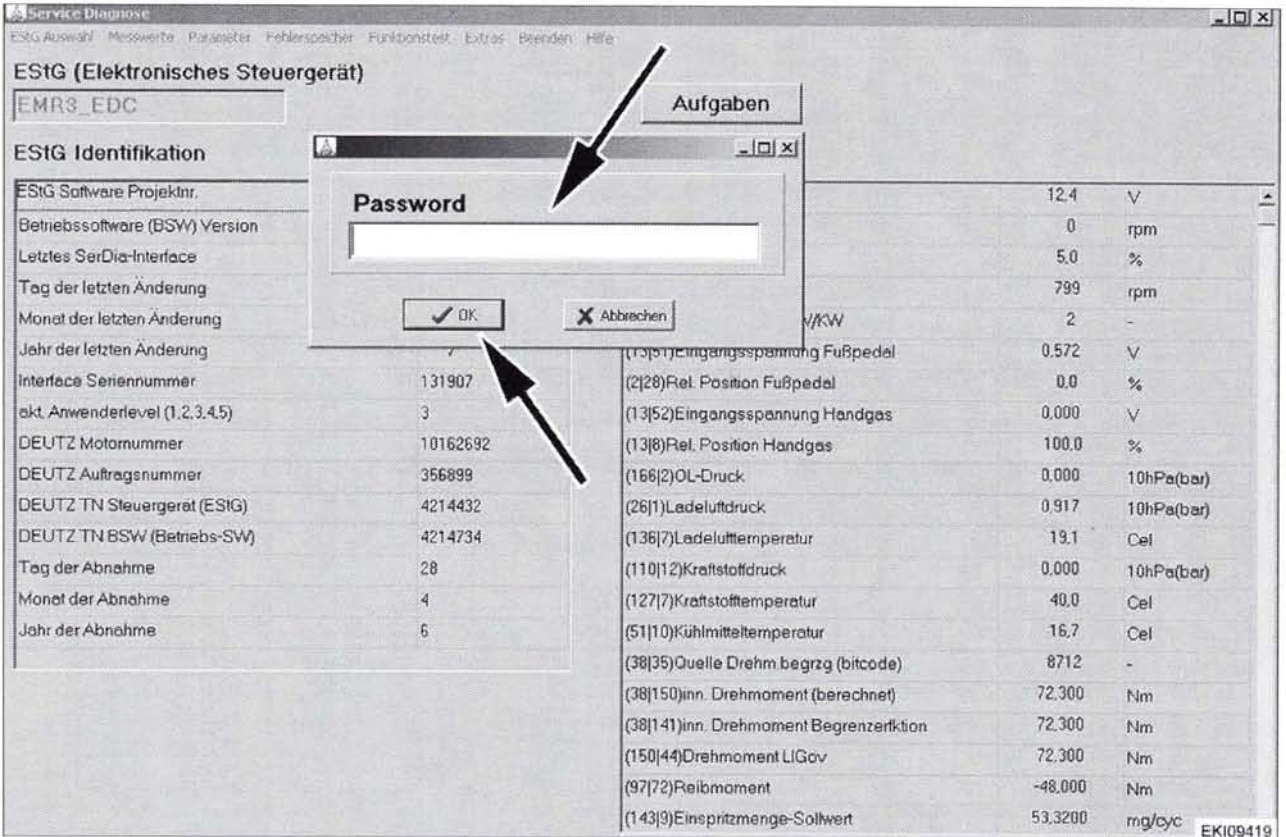 Service Diagnose
EStG Auswahl Messwerte Parameter Fehlerspeicher Funktionstest Extras Beenden Hilfe
EStG (Elektronisches Steuergerät)
EMR3_EDC
Aufgaben
EStG Identifikation
Password
OK
Abbrechen
EStG Software Projektnr.
Betriebssoftware (BSW) Version
Letztes SerDia-Interface
Tag der letzten Änderung
Monat der letzten Änderung
Jahr der letzten Änderung
Interface Seriennummer 131907
akt. Anwenderlevel (1,2,3,4,5) 3
DEUTZ Motornummer 10162692
DEUTZ Auftragsnummer 356899
DEUTZ TN Steuergerät (EStG) 4214432
DEUTZ TN BSW (Betriebs-SW) 4214734
Tag der Abnahme 28
Monat der Abnahme 4
Jahr der Abnahme 6
12,4 V
0 rpm
5,0 %
799 rpm
V/KW 2 -
(13|51)Eingangsspannung Fußpedal 0,572 V
(2|28)Rel. Position Fußpedal 0,0 %
(13|52)Eingangsspannung Handgas 0,000 V
(13|8)Rel. Position Handgas 100.0 %
(166|2)OL-Druck 0,000 10hPa(bar)
(26|1)Ladeluftdruck 0,917 10hPa(bar)
(136|7)Ladelufttemperatur 19,1 Cel
(110|12)Kraftstoffdruck 0,000 10hPa(bar)
(127|7)Kraftstofftemperatur 40,0 Cel
(51|10)Kühlmitteltemperatur 16,7 Cel
(38|35)Quelle Drehm.begrzg (bitcode) 8712 -
(38|150)inn. Drehmoment (berechnet) 72,300 Nm
(38|141)inn. Drehmoment Begrenzerfktion 72,300 Nm
(150|44)Drehmoment LIGov 72,300 Nm
(97|72)Reibmoment -48,000 Nm
(143|9)Einspritzmenge-Sollwert 53,3200 mg/cyc
EKI09419